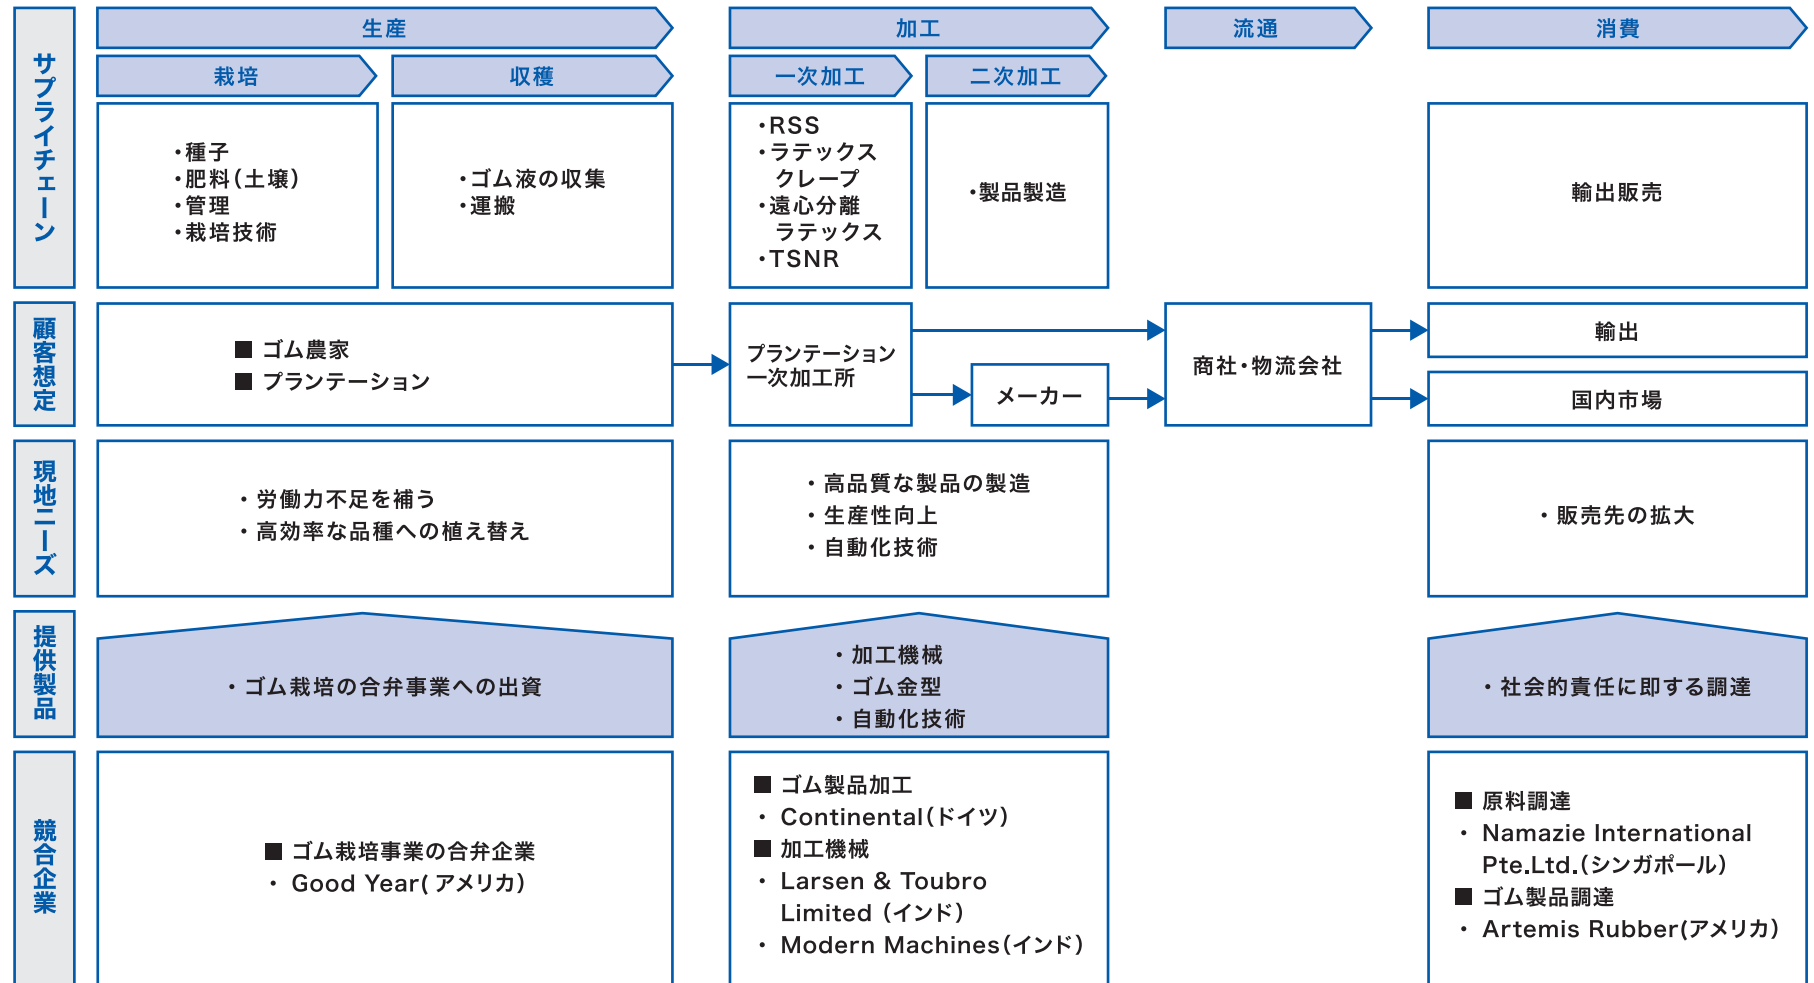 サプライチェーン
生産
加工
流通
消費
栽培
収穫
一次加工
二次加工
・種子
・肥料(土壌)
・管理
・栽培技術
・ゴム液の収集
・運搬
・RSS
・ラテックス
クレープ
・遠心分離
ラテックス
・TSNR
・製品製造
輸出販売
顧客想定
■ ゴム農家
■ プランテーション
プランテーション
一次加工所
メーカー
商社・物流会社
輸出
国内市場
現地ニーズ
・労働力不足を補う
・高効率な品種への植え替え
・高品質な製品の製造
・生産性向上
・自動化技術
・販売先の拡大
提供製品
・ゴム栽培の合弁事業への出資
・加工機械
・ゴム金型
・自動化技術
・社会的責任に即する調達
競合企業
■ ゴム栽培事業の合弁企業
・ Good Year(アメリカ)
■ ゴム製品加工
・ Continental(ドイツ)
■ 加工機械
・ Larsen & Toubro
Limited (インド)
・ Modern Machines(インド)
■ 原料調達
・ Namazie International
Pte.Ltd.(シンガポール)
■ ゴム製品調達
・ Artemis Rubber(アメリカ)